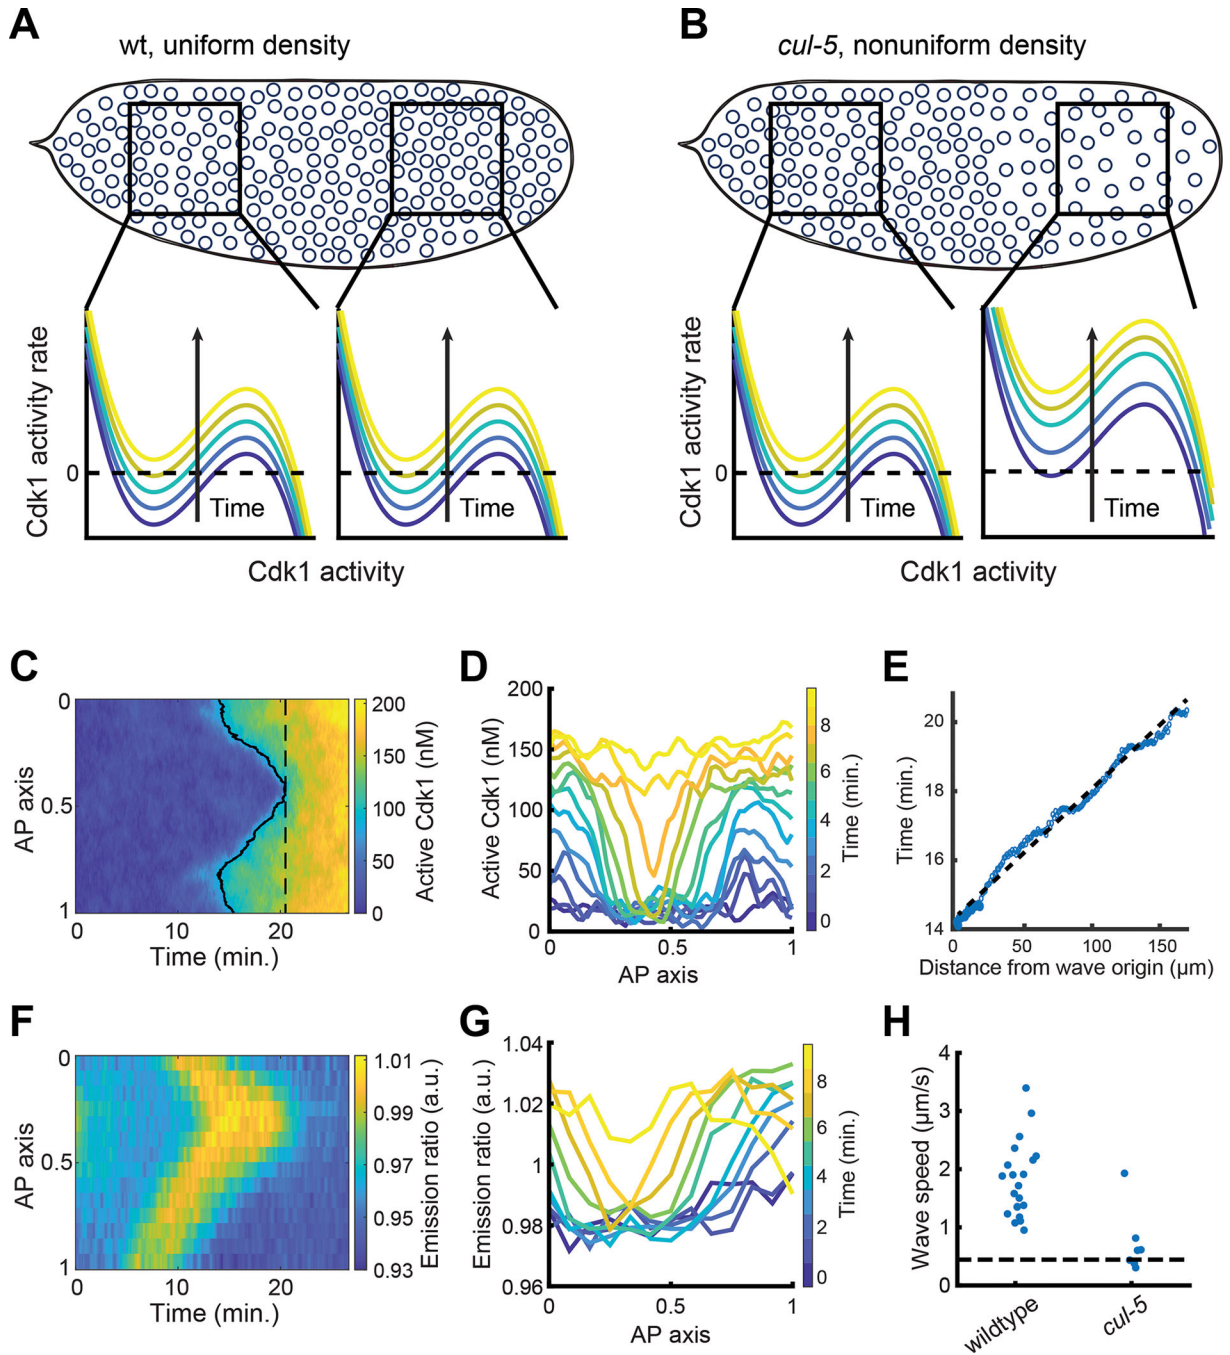 A
wt, uniform density
B
cul-5, nonuniform density
Cdk1 activity rate
0
Time
Time
Cdk1 activity
Cdk1 activity rate
0
Time
Time
Cdk1 activity
C
AP axis
0
0.5
1
0 10 20
Time (min.)
200
150
100
50
0
Active Cdk1 (nM)
D
Active Cdk1 (nM)
200
150
100
50
0
0 0.5 1
AP axis
8
6
4
2
0
Time (min.)
E
Time (min.)
20
18
16
14
0 50 100 150
Distance from wave origin (μm)
F
AP axis
0
0.5
1
0 10 20
Time (min.)
1.01
0.99
0.97
0.95
0.93
Emission ratio (a.u.)
G
Emission ratio (a.u.)
1.04
1.02
1
0.98
0.96
0 0.5 1
AP axis
8
6
4
2
0
Time (min.)
H
Wave speed (μm/s)
4
3
2
1
0
wildtype
cul-5